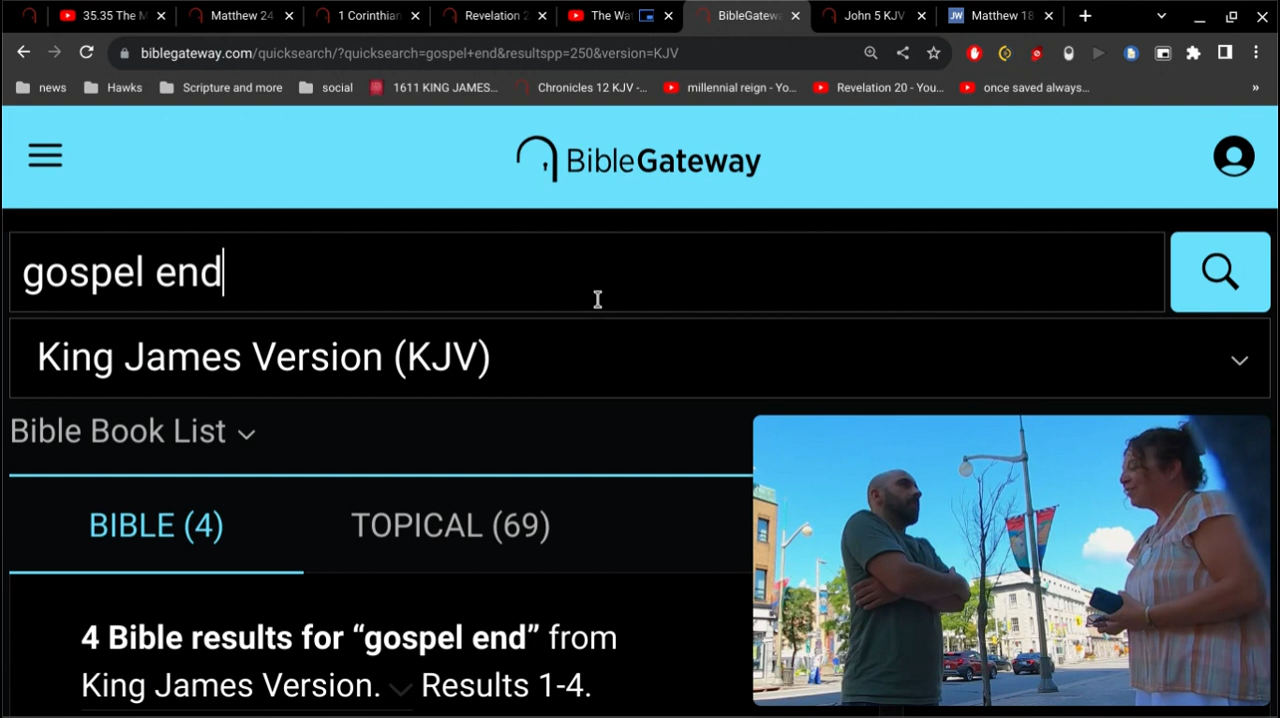 35.35 The M
Matthew 24
1 Corinthian
Revelation 2
The Wa
BibleGatew
John 5 KJV
JW Matthew 18
biblegateway.com/quicksearch/?quicksearch=gospel+end&resultspp=250&version=KJV
news Hawks Scripture and more social 1611 KING JAMES... Chronicles 12 KJV -... millennial reign - Yo... Revelation 20 - You... once saved always... »
BibleGateway
gospel end
King James Version (KJV)
Bible Book List
BIBLE (4) TOPICAL (69)
4 Bible results for “gospel end” from
King James Version. Results 1-4.